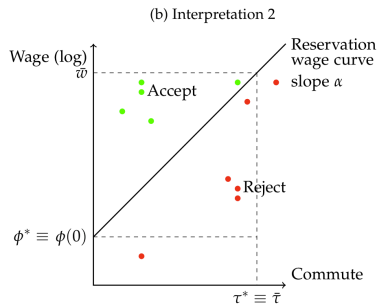 (b) Interpretation 2
Reservation
wage curve
slope α
Wage (log)
w̄
Accept
Reject
ϕ* ≡ ϕ(0)
Commute
τ* ≡ τ̄